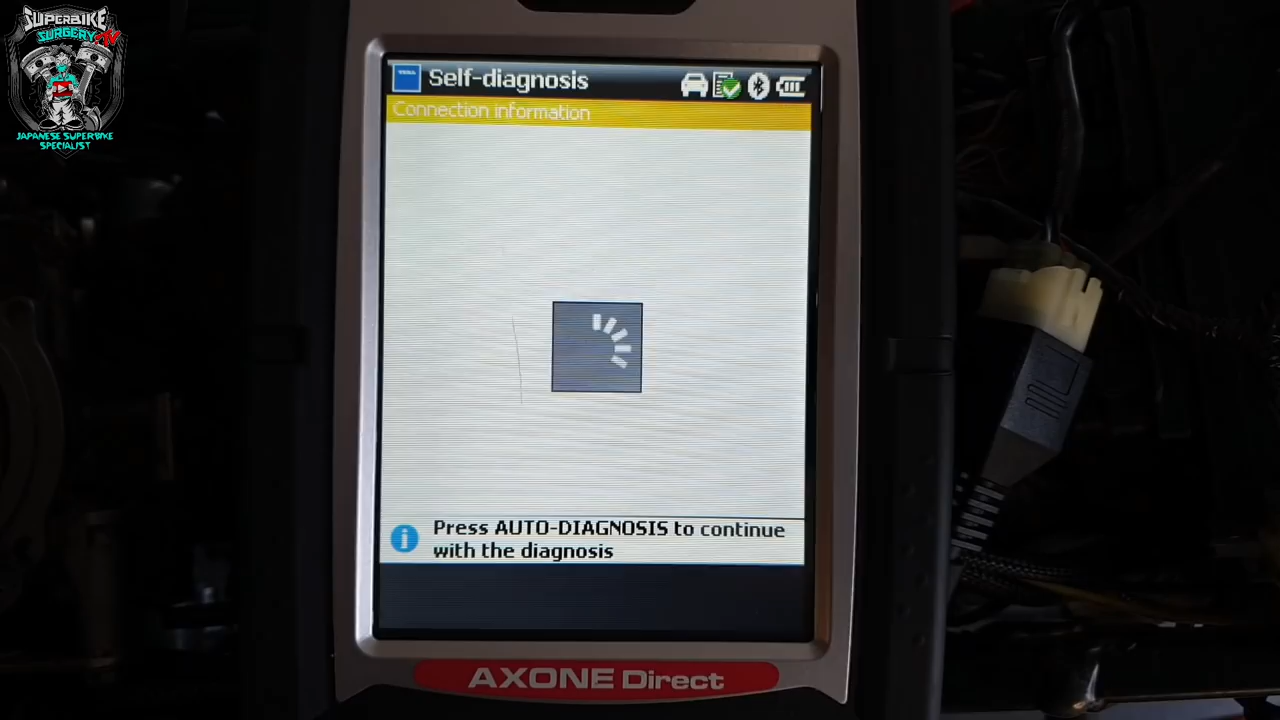 SUPERBIKE
SURGERY TV
JAPANESE SUPERBIKE
SPECIALIST
TEXA
Self-diagnosis
Connection information
Press AUTO-DIAGNOSIS to continue
with the diagnosis
AXONE Direct